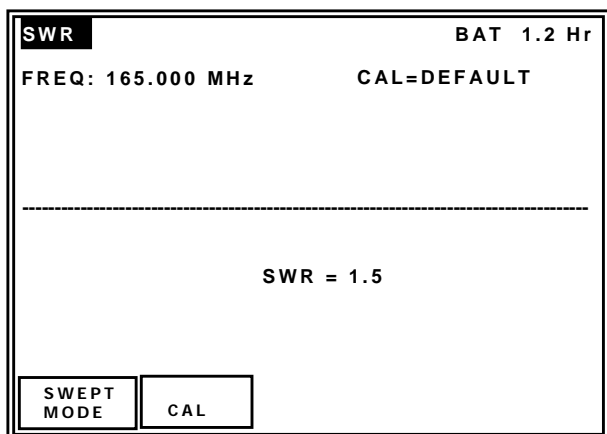 SWR BAT 1.2 Hr
FREQ: 165.000 MHz CAL=DEFAULT
SWR = 1.5
SWEPT
MODE
CAL